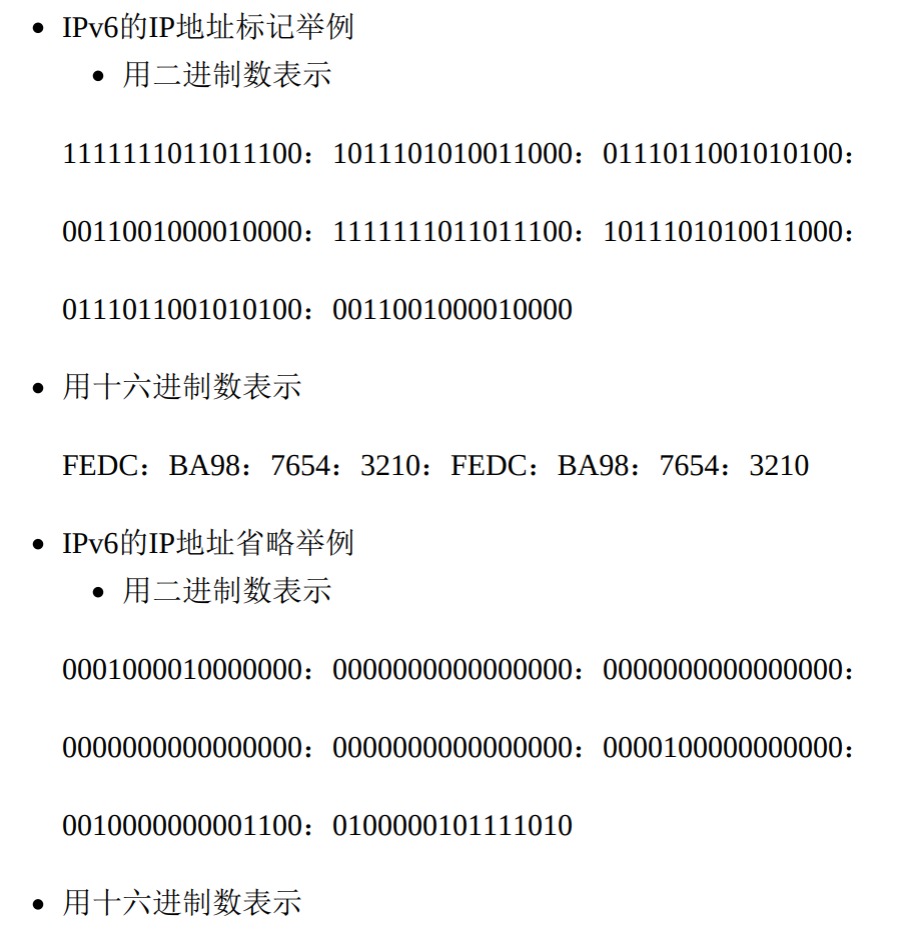 IPv6的IP地址标记举例
用二进制数表示
1111111011011100：1011101010011000：0111011001010100：
0011001000010000：1111111011011100：1011101010011000：
0111011001010100：0011001000010000
用十六进制数表示
FEDC：BA98：7654：3210：FEDC：BA98：7654：3210
IPv6的IP地址省略举例
用二进制数表示
0001000010000000：0000000000000000：0000000000000000：
0000000000000000：0000000000000000：0000100000000000：
0010000000001100：0100000101111010
用十六进制数表示